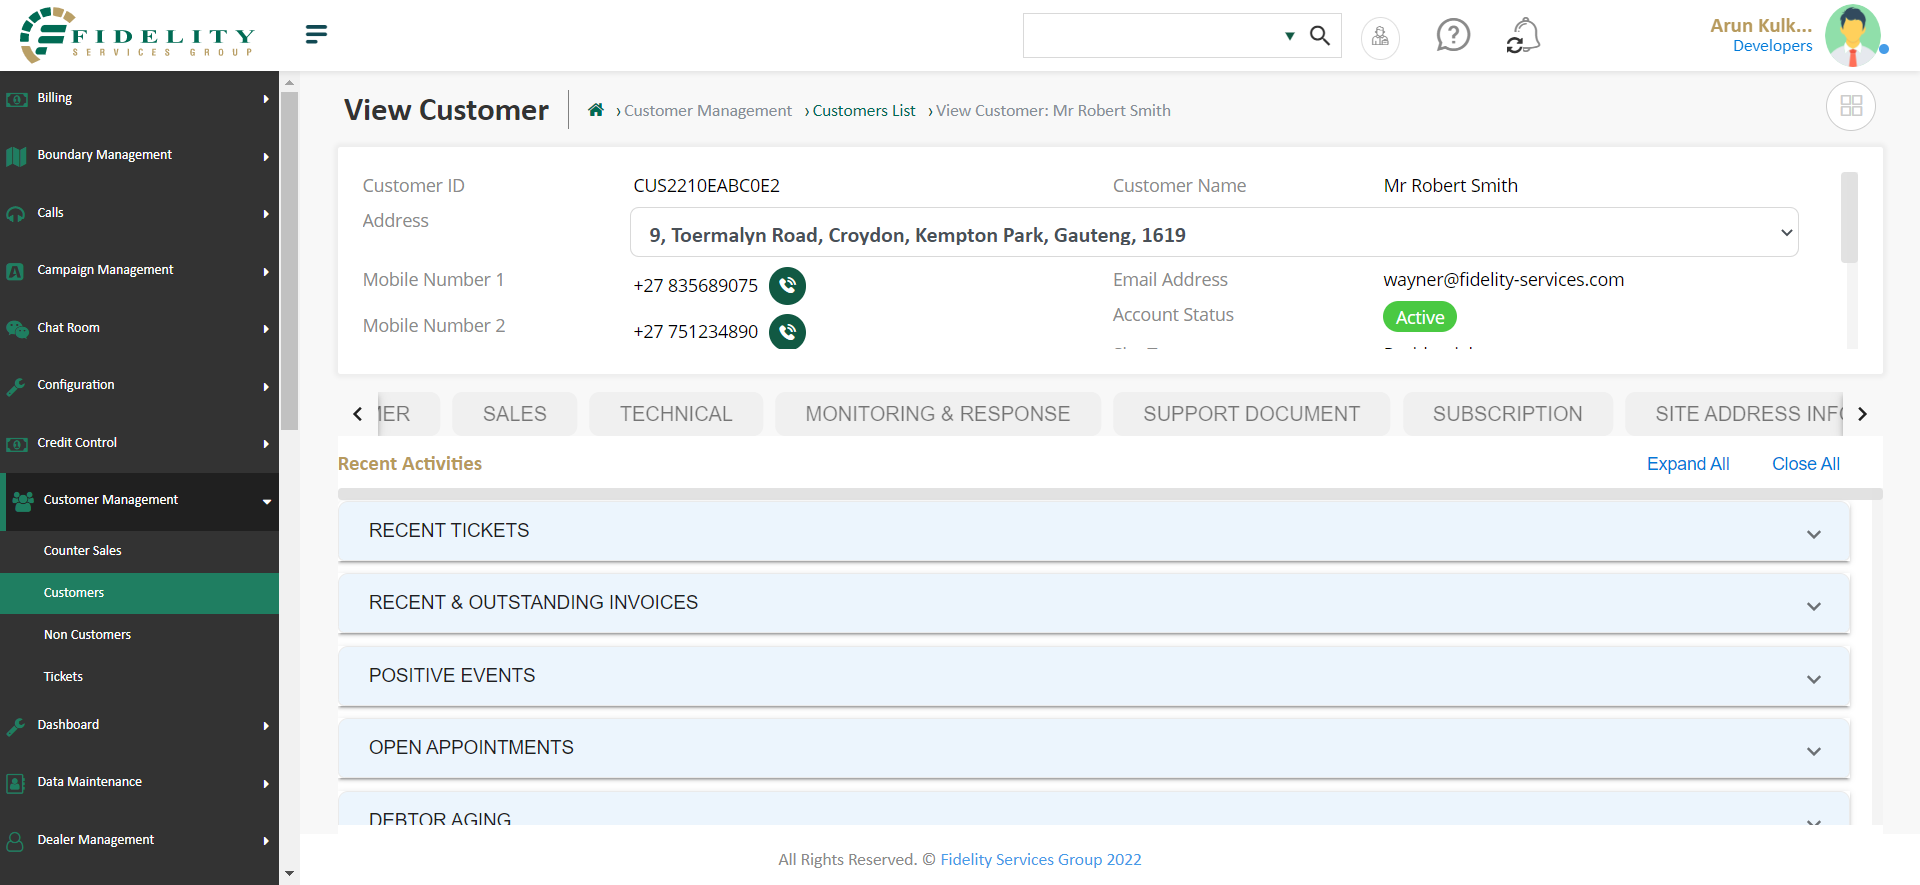 FIDELITY
SERVICES GROUP
Arun Kulk...
Developers
Billing
Boundary Management
Calls
Campaign Management
Chat Room
Configuration
Credit Control
Customer Management
Counter Sales
Customers
Non Customers
Tickets
Dashboard
Data Maintenance
Dealer Management
View Customer
› Customer Management › Customers List › View Customer: Mr Robert Smith
Customer ID CUS2210EABC0E2 Customer Name Mr Robert Smith
Address 9, Toermalyn Road, Croydon, Kempton Park, Gauteng, 1619
Mobile Number 1 +27 835689075 Email Address wayner@fidelity-services.com
Account Status Active
Mobile Number 2 +27 751234890
MER SALES TECHNICAL MONITORING & RESPONSE SUPPORT DOCUMENT SUBSCRIPTION SITE ADDRESS INFO
Recent Activities Expand All Close All
RECENT TICKETS
RECENT & OUTSTANDING INVOICES
POSITIVE EVENTS
OPEN APPOINTMENTS
DEBTOR AGING
All Rights Reserved. © Fidelity Services Group 2022